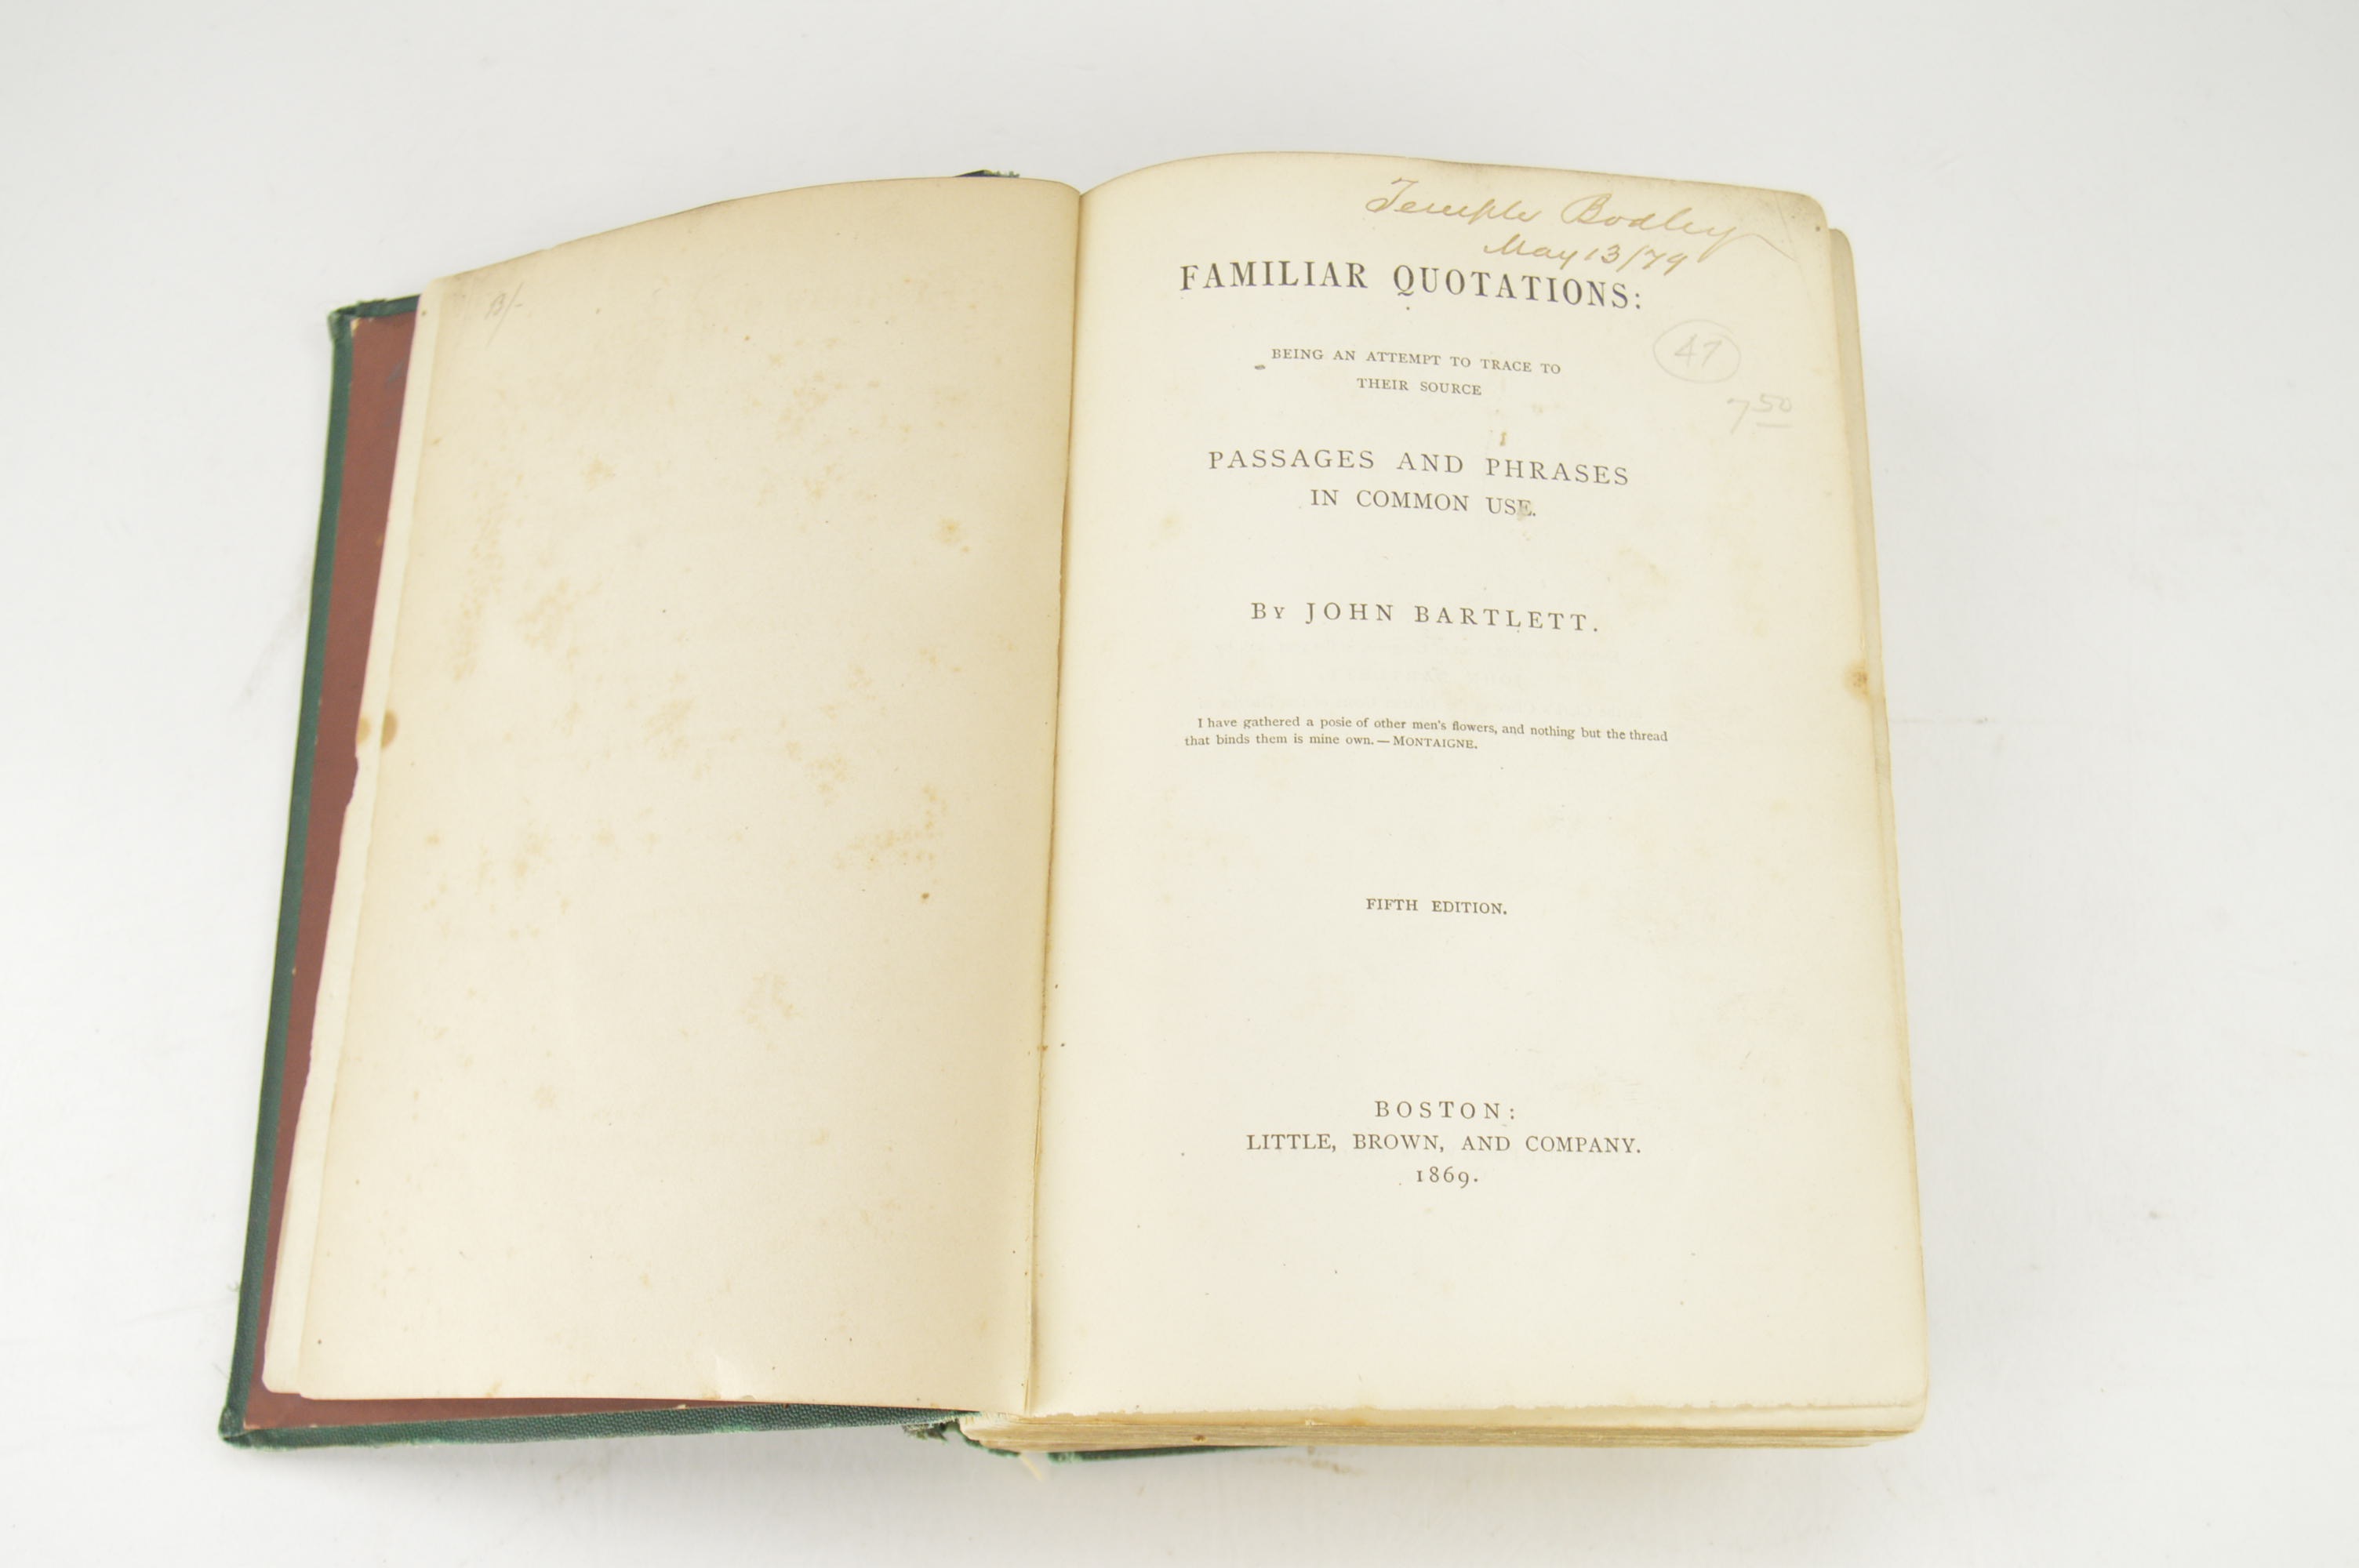 Temple Bodley
May 13/79
FAMILIAR QUOTATIONS:
BEING AN ATTEMPT TO TRACE TO
THEIR SOURCE
47
7 50
PASSAGES AND PHRASES
IN COMMON USE.
By JOHN BARTLETT.
I have gathered a posie of other men's flowers, and nothing but the thread
that binds them is mine own. — MONTAIGNE.
FIFTH EDITION.
BOSTON:
LITTLE, BROWN, AND COMPANY.
1869.